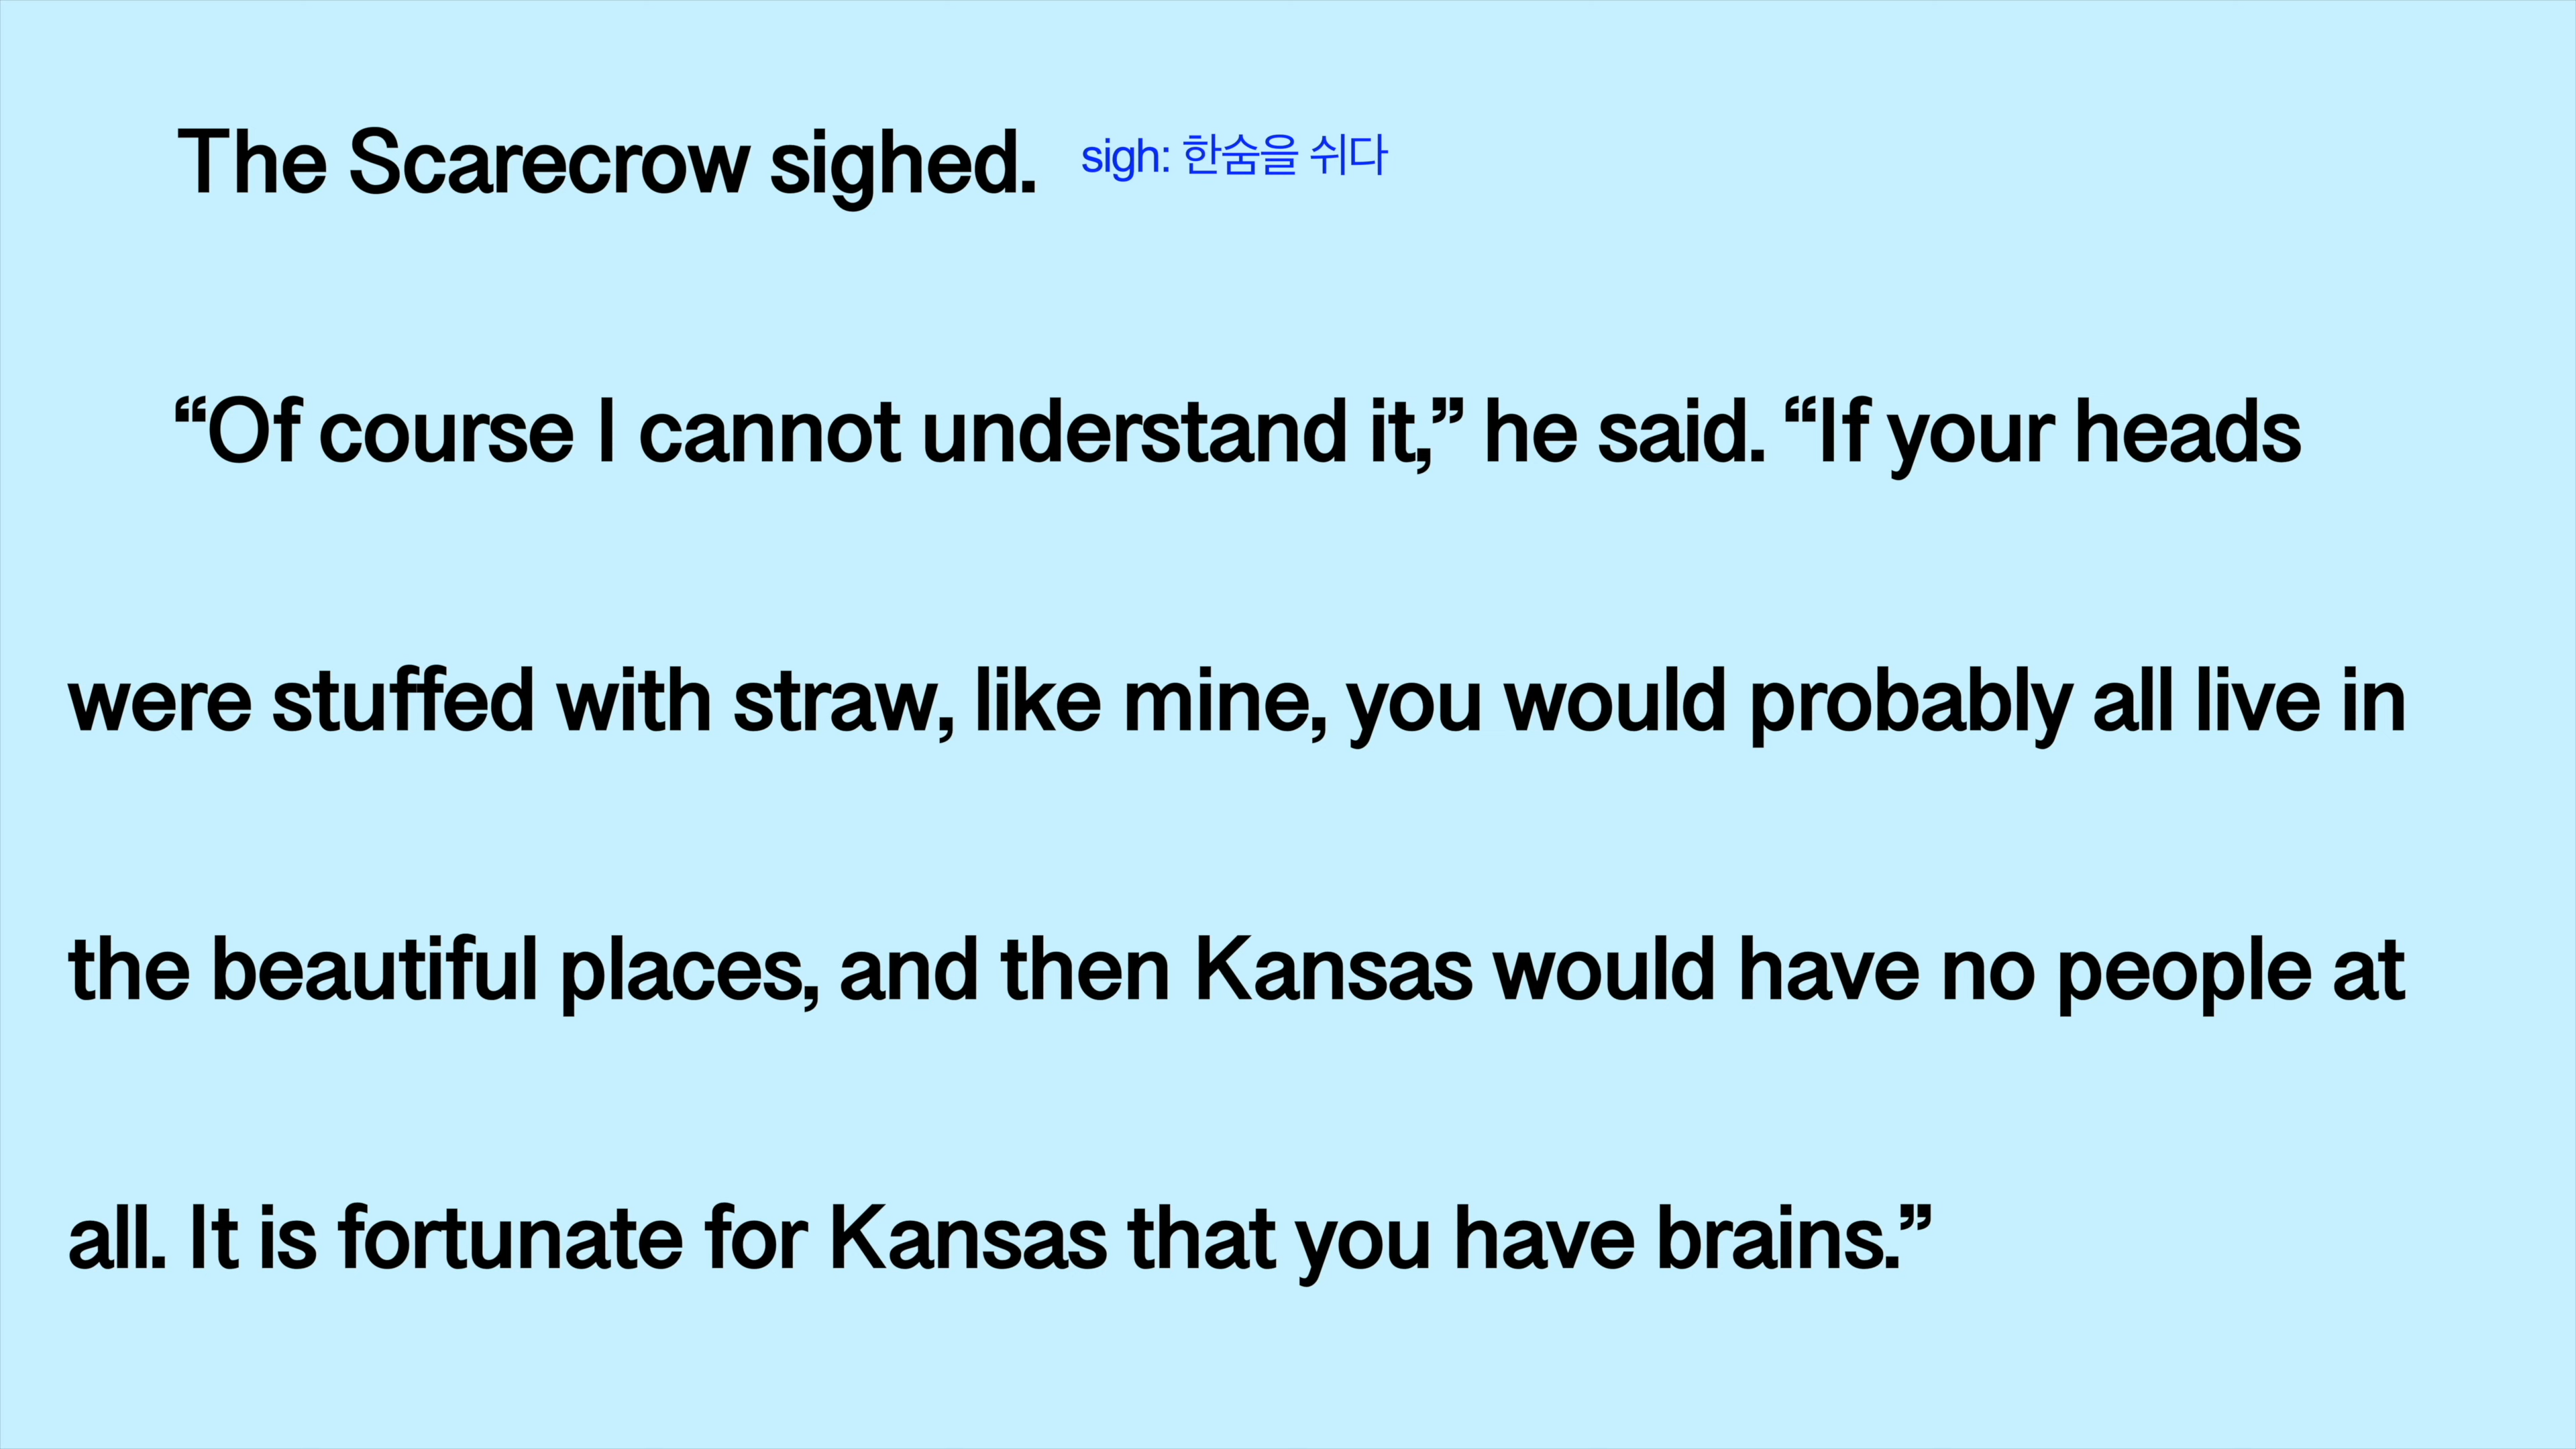 The Scarecrow sighed. sigh: 한숨을 쉬다
“Of course I cannot understand it,” he said. “If your heads
were stuffed with straw, like mine, you would probably all live in
the beautiful places, and then Kansas would have no people at
all. It is fortunate for Kansas that you have brains.”